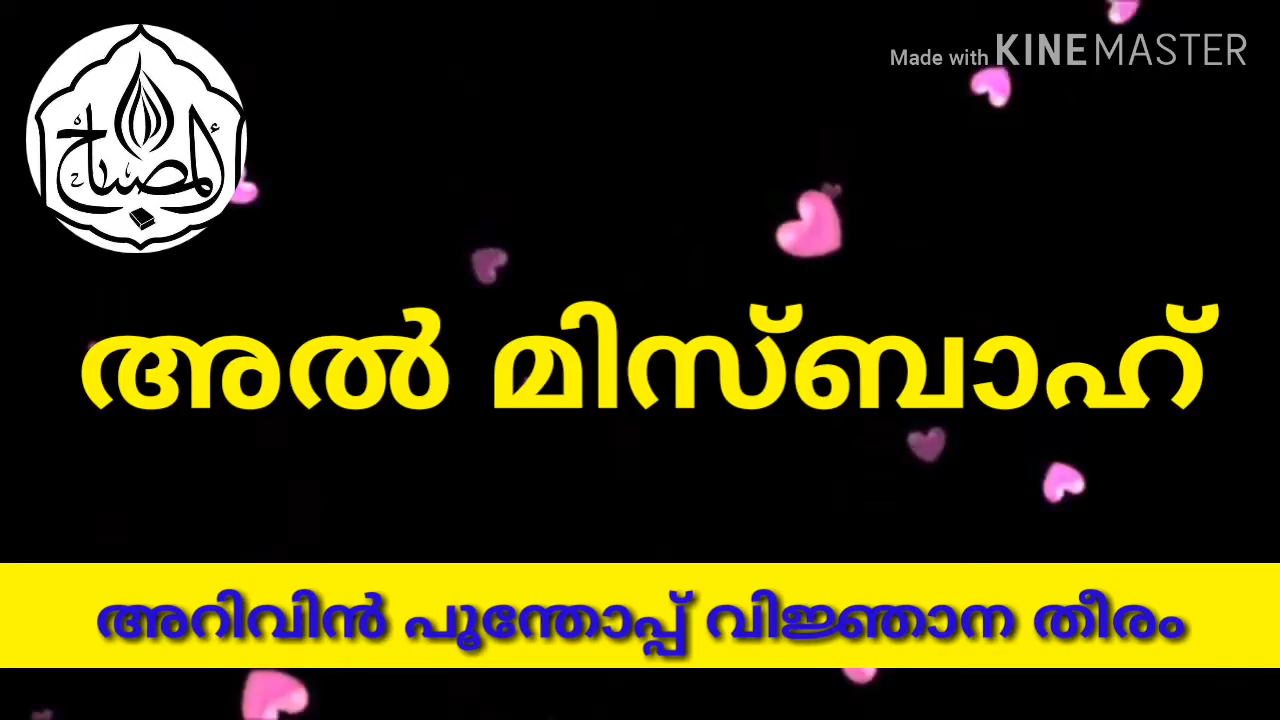 Made with KINEMASTER
المصباح
അൽ മിസ്ബാഹ്
അറിവിൻ പൂന്തോപ്പ് വിജ്ഞാന തീരം